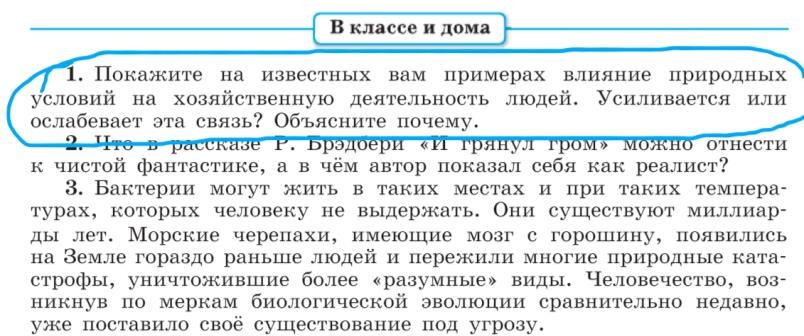 В классе и дома
1. Покажите на известных вам примерах влияние природных
условий на хозяйственную деятельность людей. Усиливается или
ослабевает эта связь? Объясните почему.
2. Что в рассказе Р. Брэдбери «И грянул гром» можно отнести
к чистой фантастике, а в чём автор показал себя как реалист?
3. Бактерии могут жить в таких местах и при таких темпера-
турах, которых человеку не выдержать. Они существуют миллиар-
ды лет. Морские черепахи, имеющие мозг с горошину, появились
на Земле гораздо раньше людей и пережили многие природные ката-
строфы, уничтожившие более «разумные» виды. Человечество, воз-
никнув по меркам биологической эволюции сравнительно недавно,
уже поставило своё существование под угрозу.